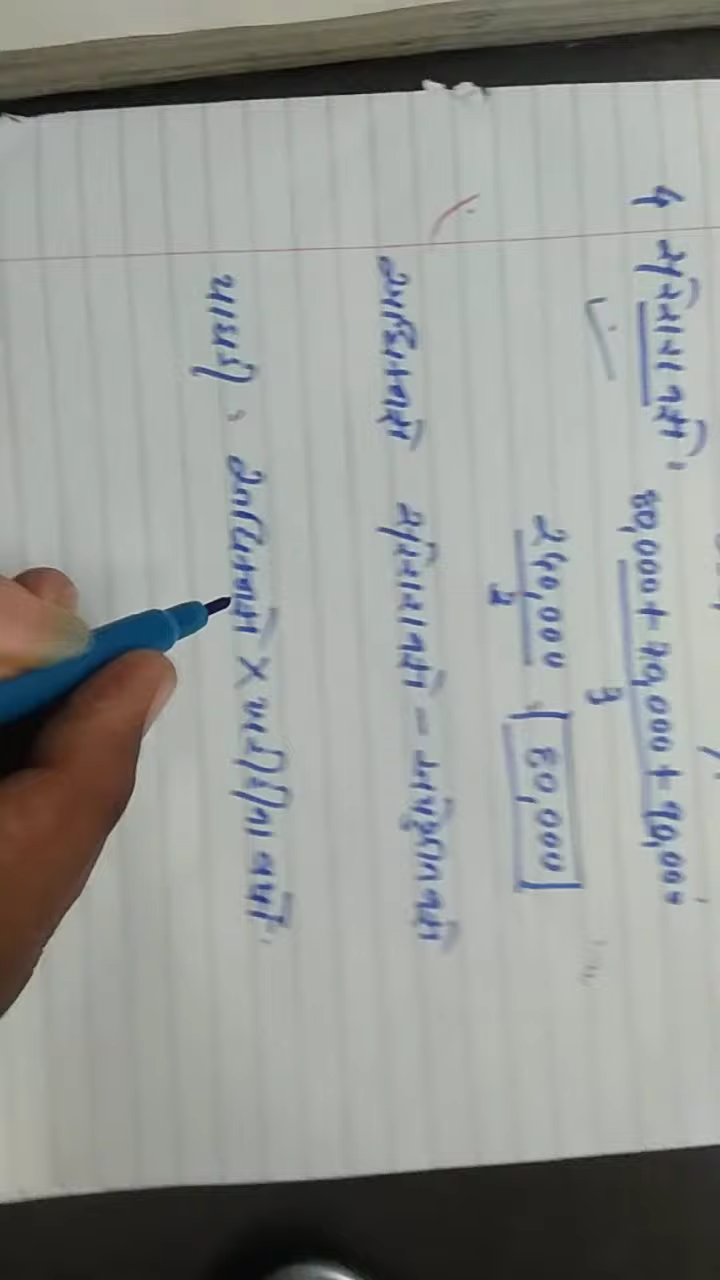 ↳ સરેરાશ નફો = 80,000 + 70,000 + 90,000
3
240,000
3
= 80,000
અધિક નફો સરેરાશ નફો - અપેક્ષિત નફો
પાઘડી = અધિક નફો × ખરીદીના વર્ષ.